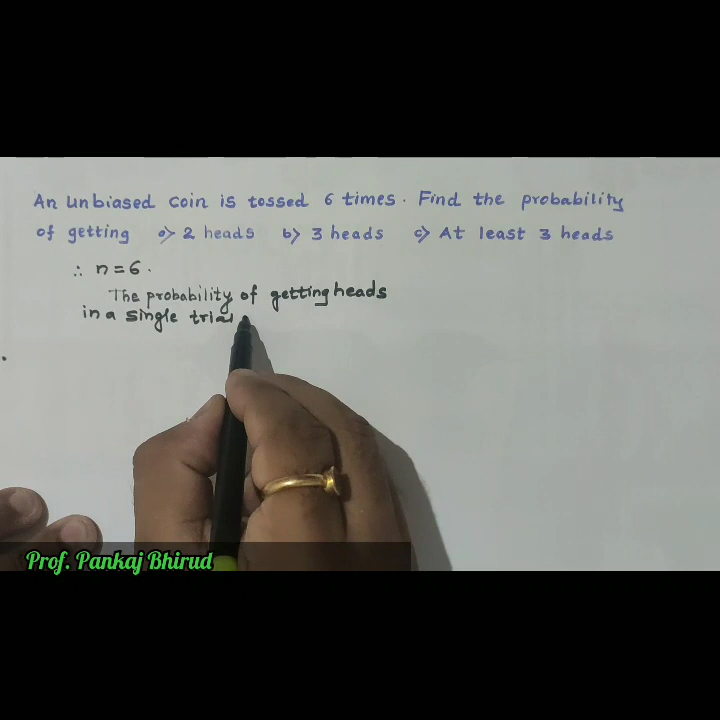 An unbiased coin is tossed 6 times. Find the probability
of getting a) 2 heads b) 3 heads c) At least 3 heads
∴ n = 6.
The probability of getting heads
in a single trial
Prof. Pankaj Bhirud